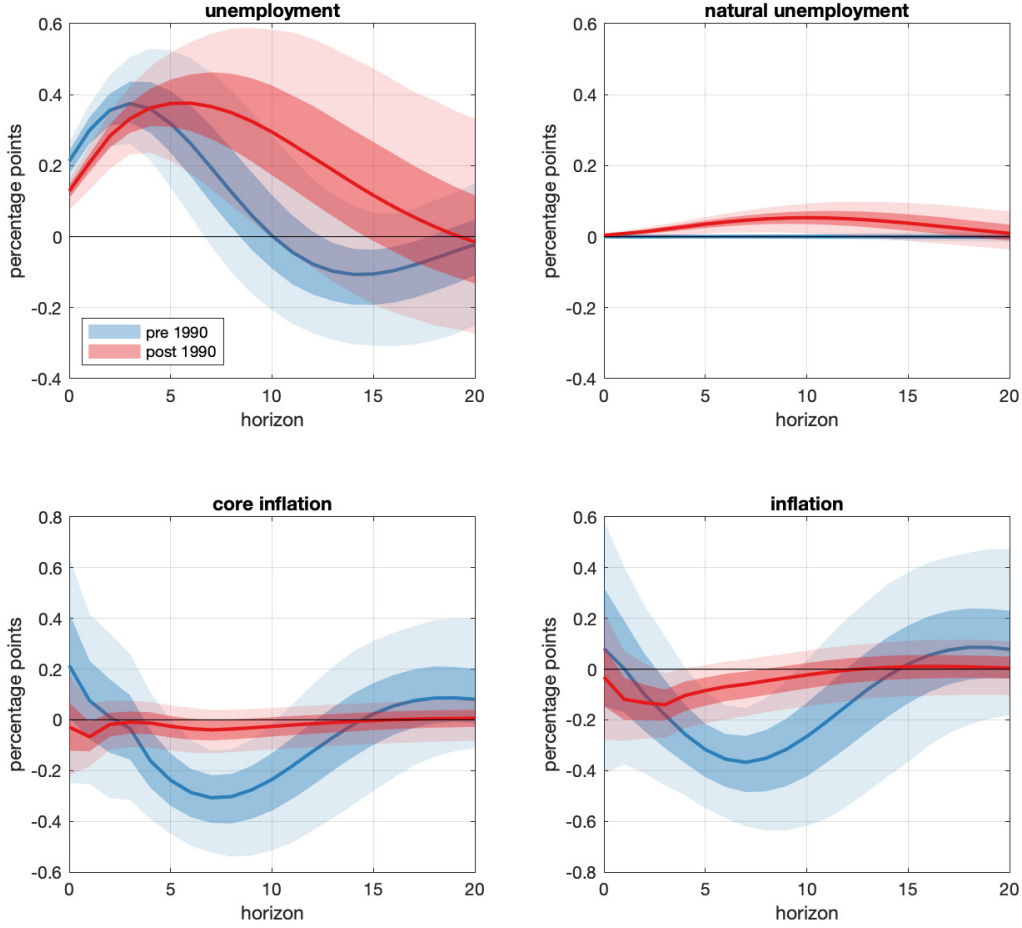 unemployment
percentage points
0.6
0.4
0.2
0
-0.2
-0.4
pre 1990
post 1990
0 5 10 15 20
horizon
natural unemployment
percentage points
0.6
0.4
0.2
0
-0.2
-0.4
0 5 10 15 20
horizon
core inflation
percentage points
0.8
0.6
0.4
0.2
0
-0.2
-0.4
-0.6
0 5 10 15 20
horizon
inflation
percentage points
0.6
0.4
0.2
0
-0.2
-0.4
-0.6
-0.8
0 5 10 15 20
horizon